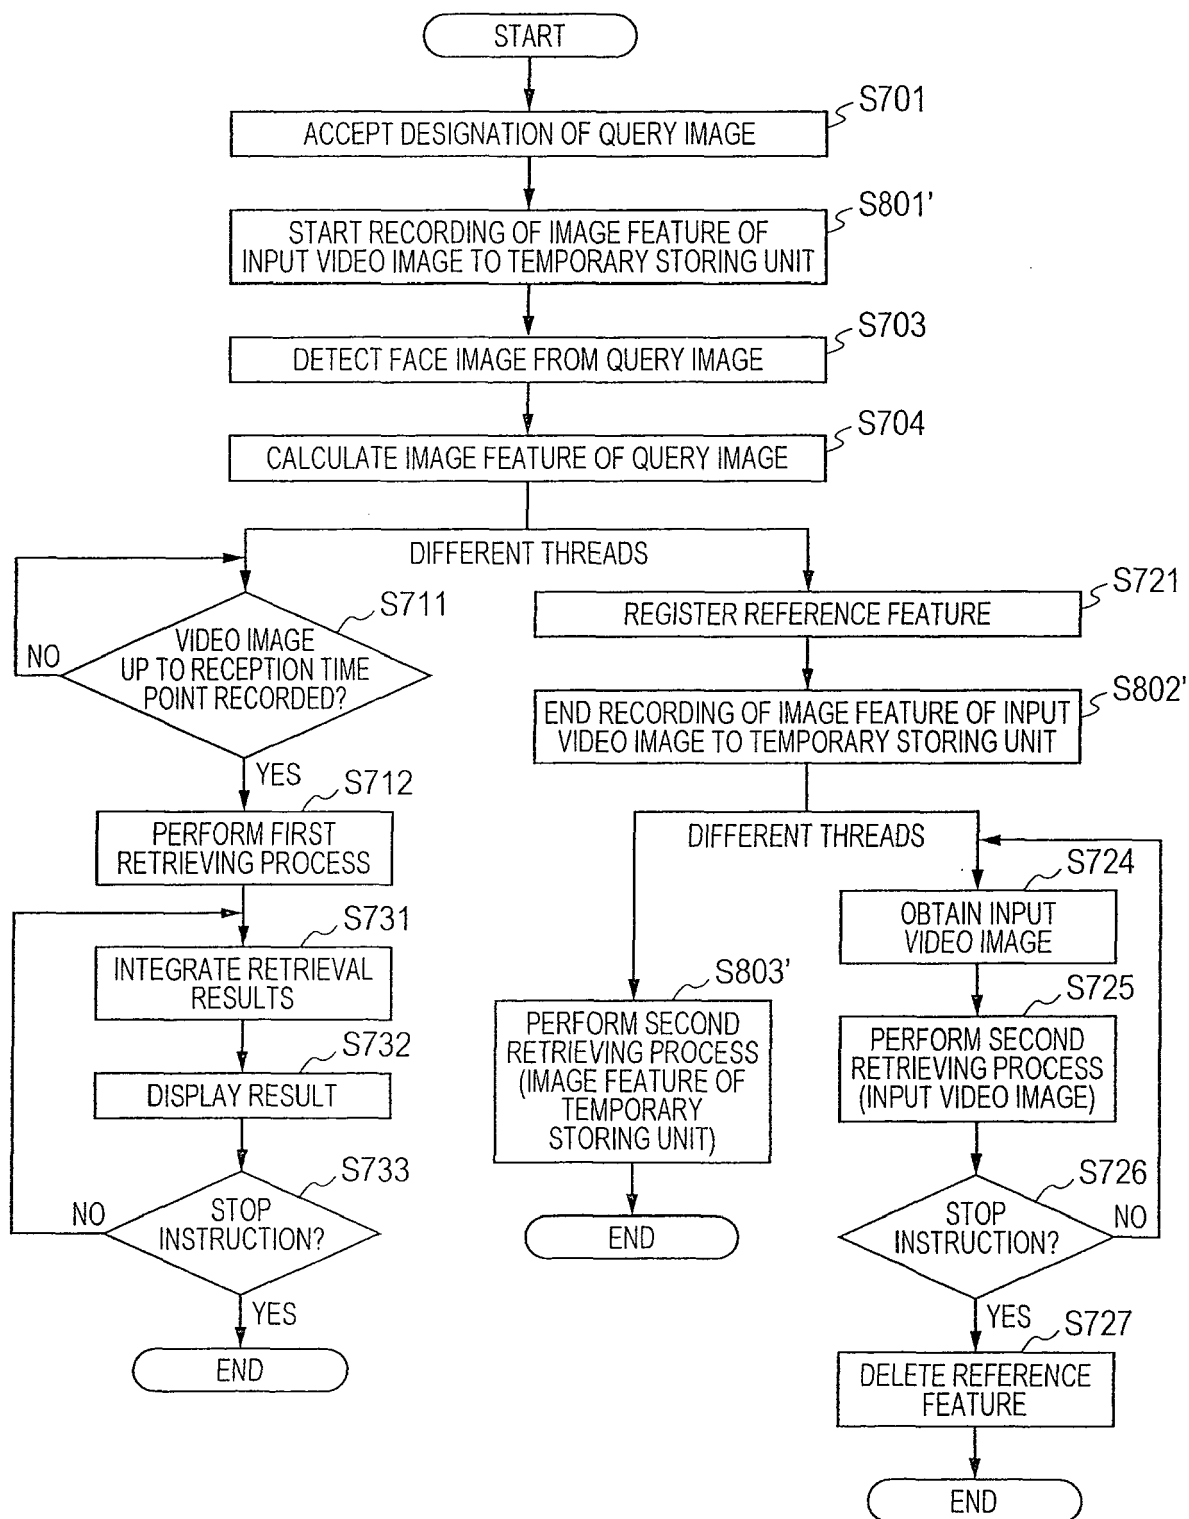 START
S701
ACCEPT DESIGNATION OF QUERY IMAGE
S801'
START RECORDING OF IMAGE FEATURE OF
INPUT VIDEO IMAGE TO TEMPORARY STORING UNIT
S703
DETECT FACE IMAGE FROM QUERY IMAGE
S704
CALCULATE IMAGE FEATURE OF QUERY IMAGE
DIFFERENT THREADS
S711
VIDEO IMAGE
UP TO RECEPTION TIME
POINT RECORDED?
NO
YES
S712
PERFORM FIRST
RETRIEVING PROCESS
S731
INTEGRATE RETRIEVAL
RESULTS
S732
DISPLAY RESULT
S733
STOP
INSTRUCTION?
NO
YES
END
S721
REGISTER REFERENCE FEATURE
S802'
END RECORDING OF IMAGE FEATURE OF INPUT
VIDEO IMAGE TO TEMPORARY STORING UNIT
DIFFERENT THREADS
S803'
PERFORM SECOND
RETRIEVING PROCESS
(IMAGE FEATURE OF
TEMPORARY
STORING UNIT)
END
S724
OBTAIN INPUT
VIDEO IMAGE
S725
PERFORM SECOND
RETRIEVING PROCESS
(INPUT VIDEO IMAGE)
S726
STOP
INSTRUCTION?
NO
YES
S727
DELETE REFERENCE
FEATURE
END